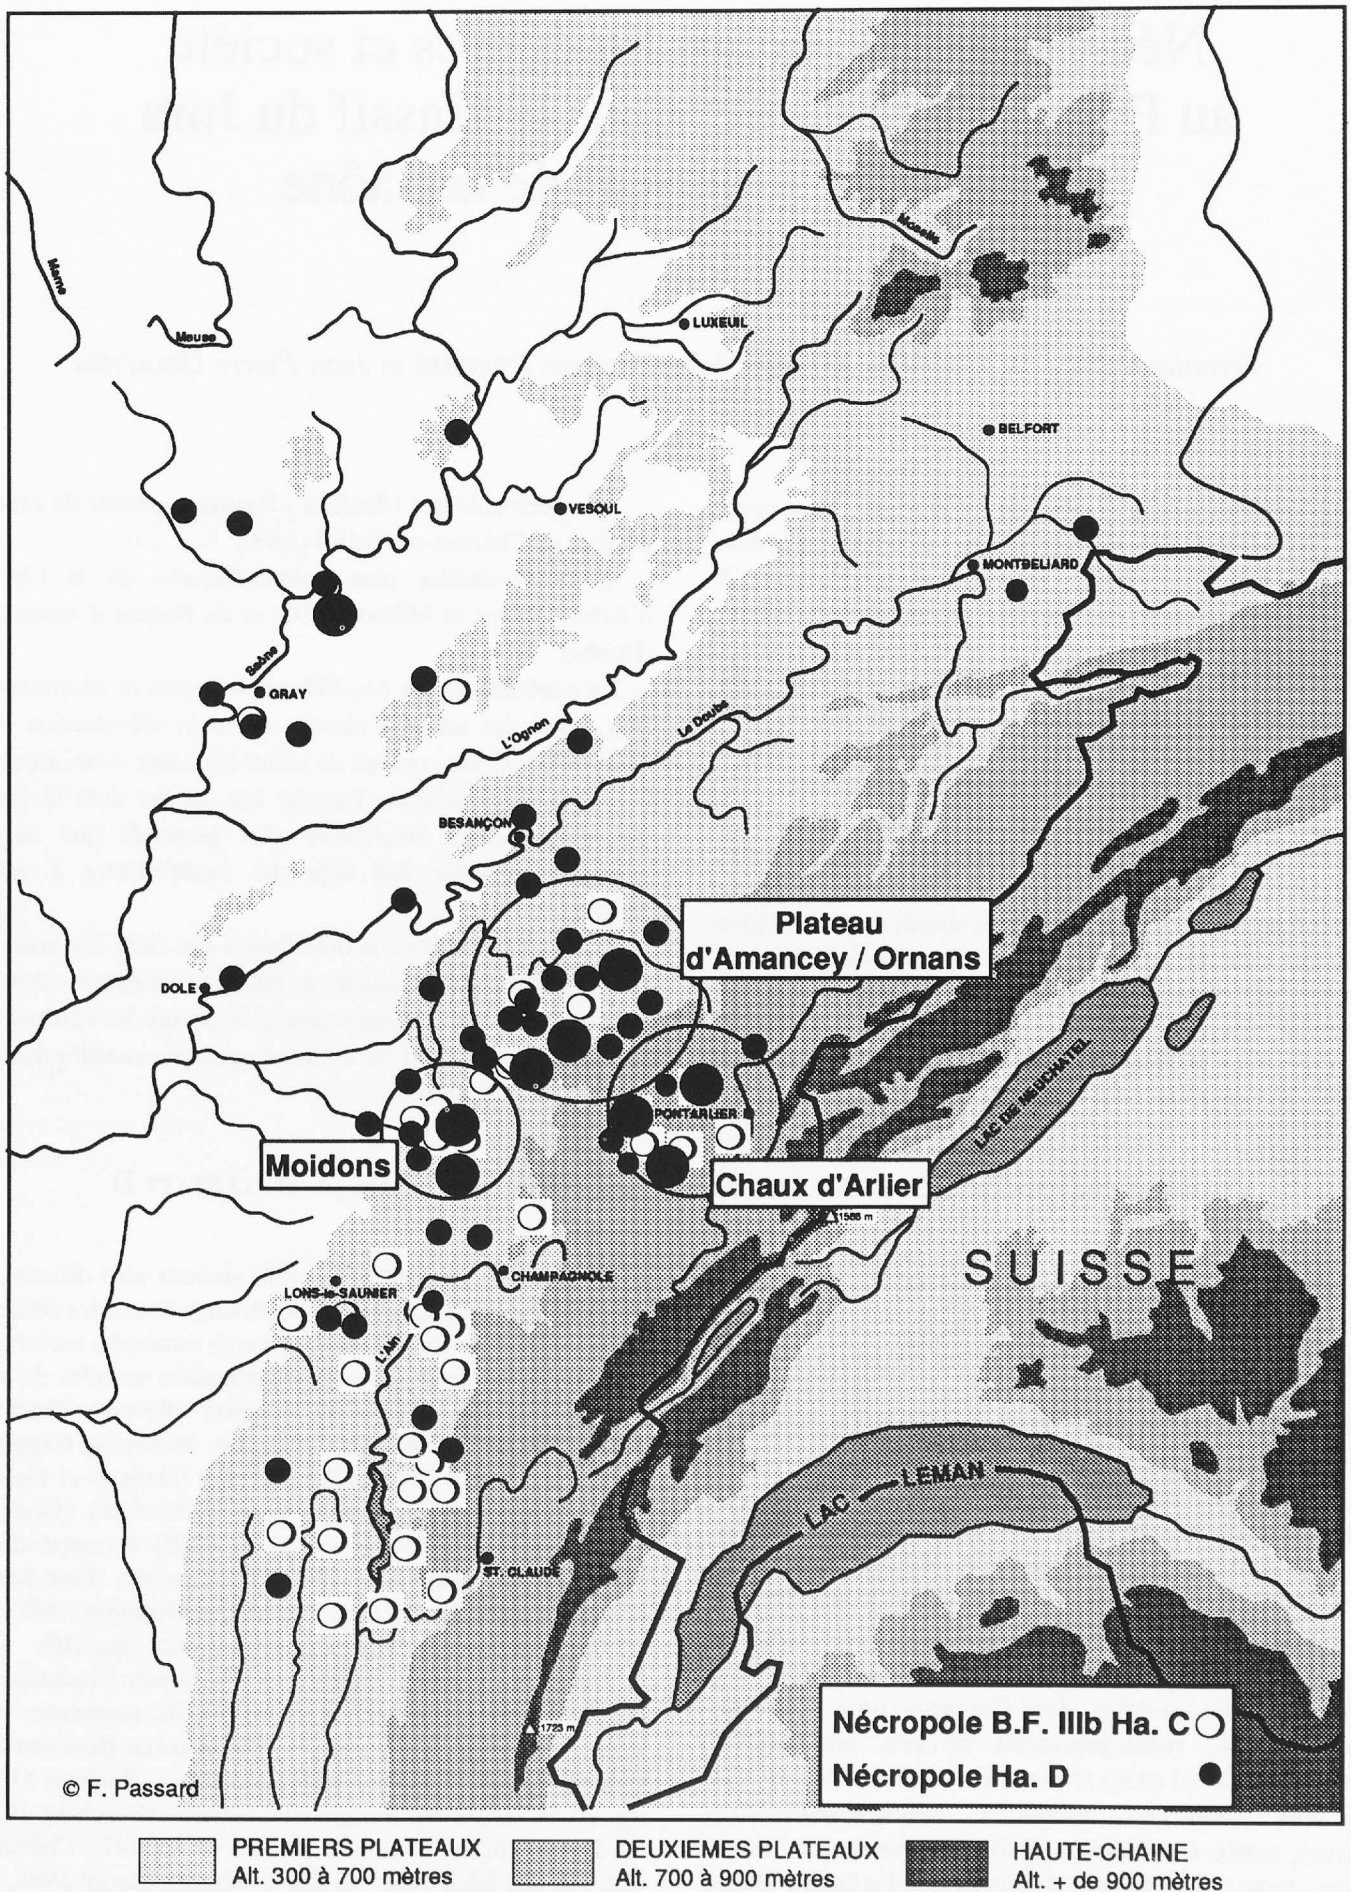 Marne
Meuse
Moselle
LUXEUIL
BELFORT
VESOUL
MONTBELIARD
Saône
GRAY
L'Ognon
Le Doubs
BESANÇON
Plateau
d'Amancey / Ornans
DOLE
LAC DE NEUCHATEL
PONTARLIER
Moidons
Chaux d'Arlier
1588 m
SUISSE
CHAMPAGNOLE
LONS-le-SAUNIER
L'Ain
LAC LEMAN
ST. CLAUDE
1723 m
Nécropole B.F. IIIb Ha. C
Nécropole Ha. D
© F. Passard
PREMIERS PLATEAUX
Alt. 300 à 700 mètres
DEUXIEMES PLATEAUX
Alt. 700 à 900 mètres
HAUTE-CHAINE
Alt. + de 900 mètres